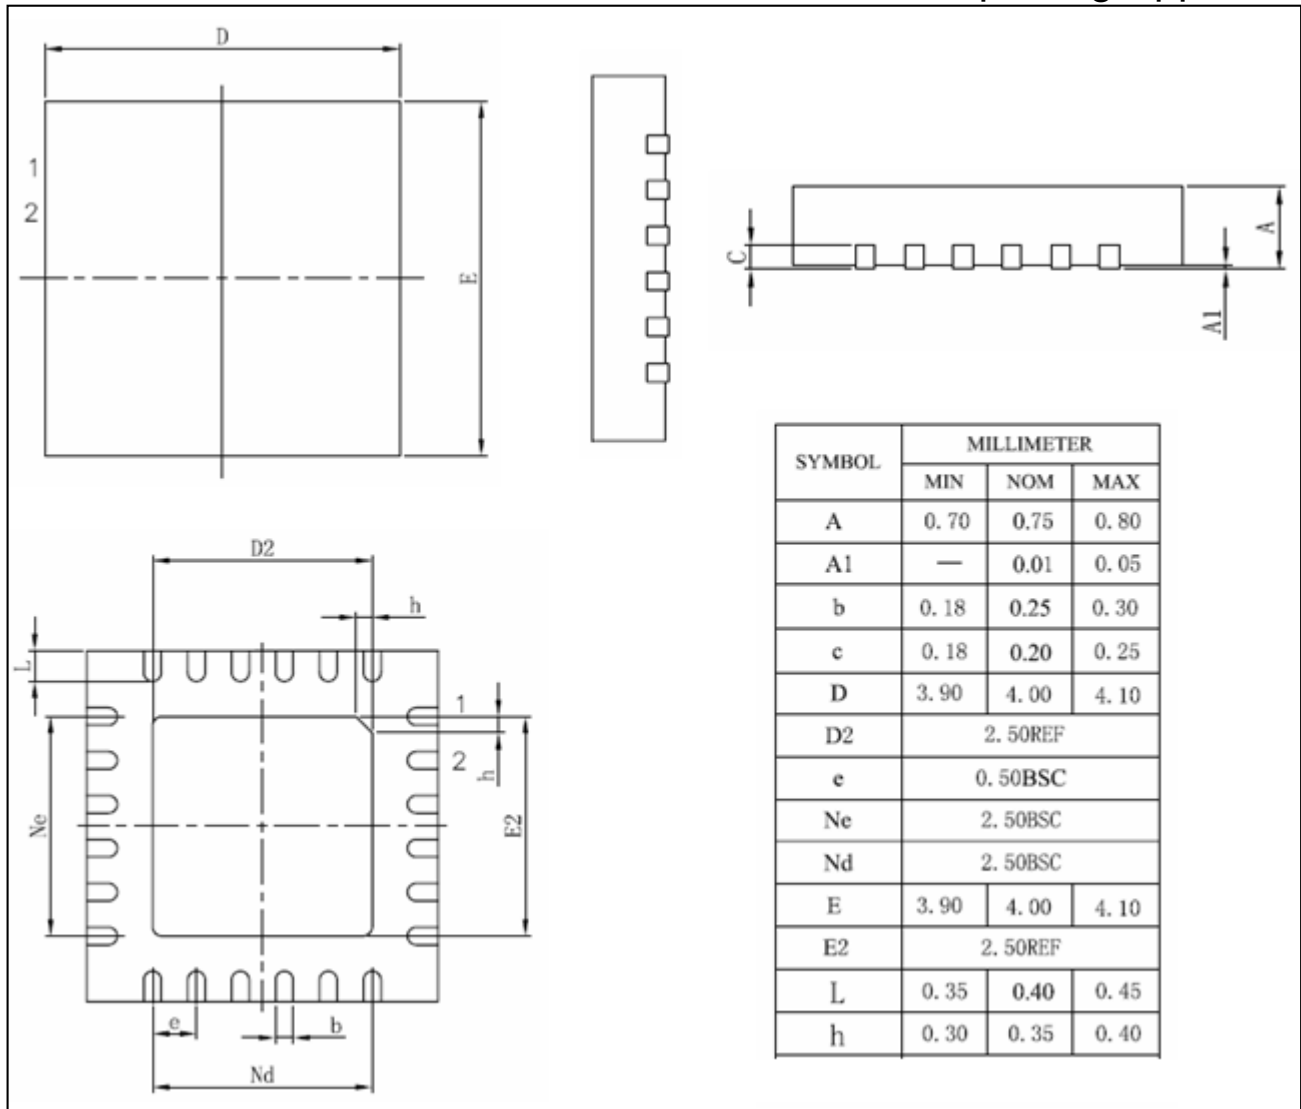 D
1
2
E
C
A
A1
D2
h
L
1
2
h
Ne
E2
e
b
Nd
SYMBOL MILLIMETER
MIN NOM MAX
A 0.70 0.75 0.80
A1 — 0.01 0.05
b 0.18 0.25 0.30
c 0.18 0.20 0.25
D 3.90 4.00 4.10
D2 2.50REF
e 0.50BSC
Ne 2.50BSC
Nd 2.50BSC
E 3.90 4.00 4.10
E2 2.50REF
L 0.35 0.40 0.45
h 0.30 0.35 0.40